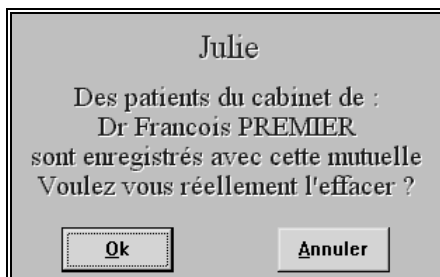 Julie
Des patients du cabinet de :
Dr Francois PREMIER
sont enregistrés avec cette mutuelle
Voulez vous réellement l'effacer ?
Ok
Annuler